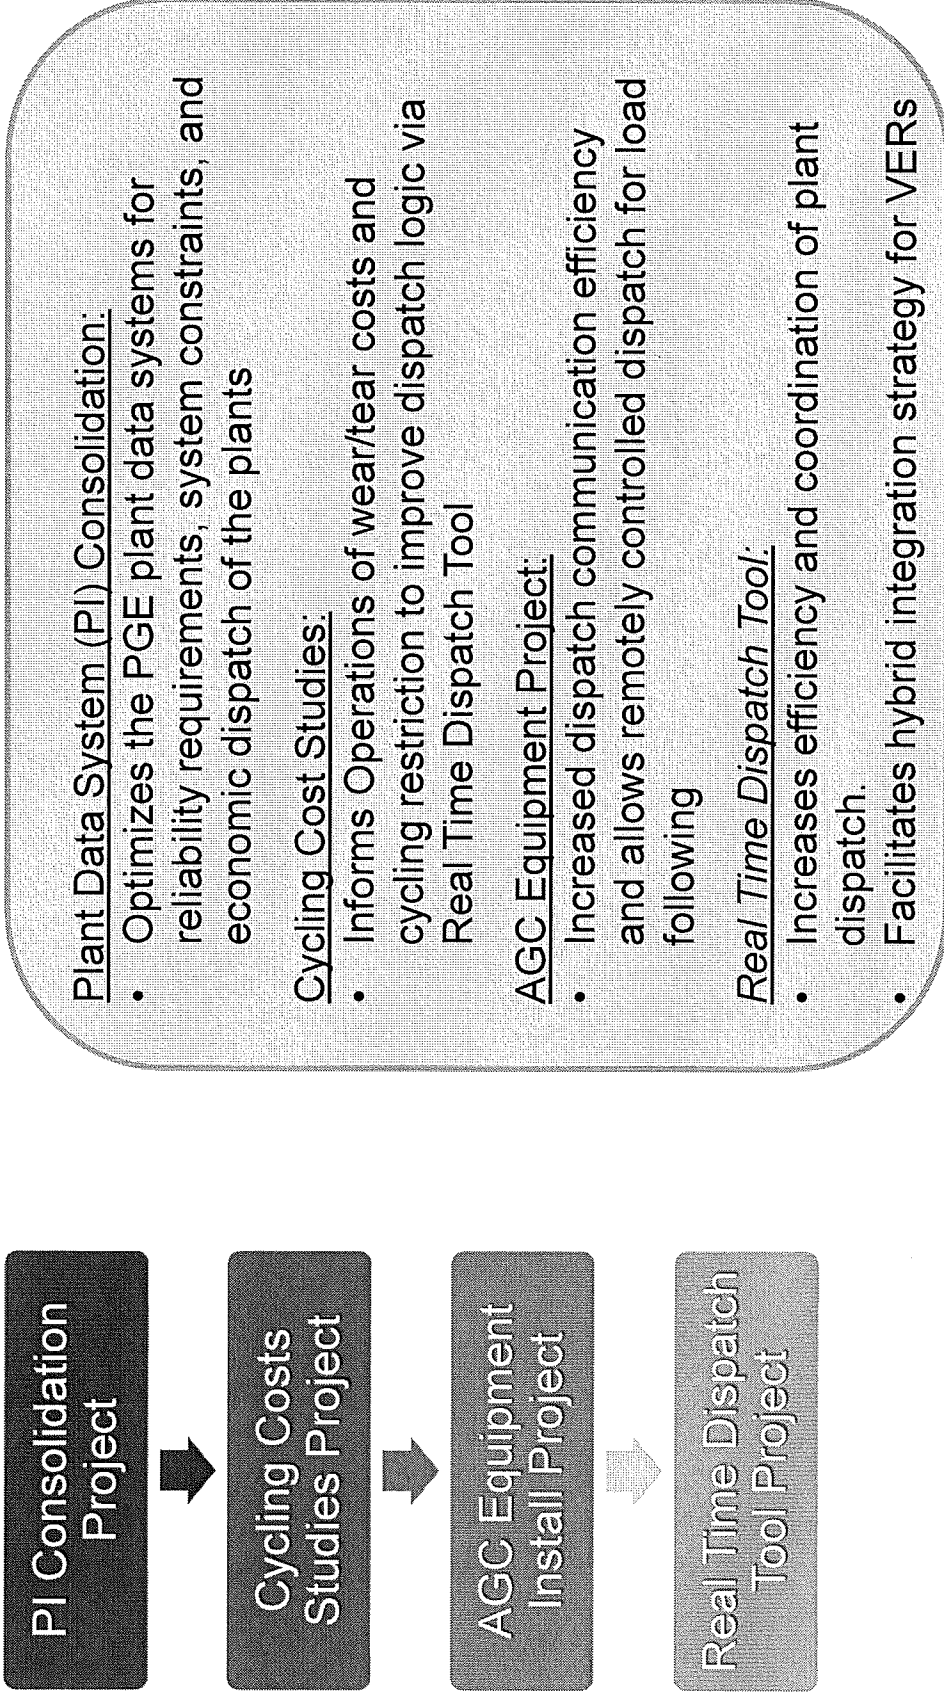 PI Consolidation
Project
Cycling Costs
Studies Project
AGC Equipment
Install Project
Real Time Dispatch
Tool Project
Plant Data System (PI) Consolidation:
• Optimizes the PGE plant data systems for
reliability requirements, system constraints, and
economic dispatch of the plants
Cycling Cost Studies:
• Informs Operations of wear/tear costs and
cycling restriction to improve dispatch logic via
Real Time Dispatch Tool
AGC Equipment Project:
• Increased dispatch communication efficiency
and allows remotely controlled dispatch for load
following
Real Time Dispatch Tool:
• Increases efficiency and coordination of plant
dispatch.
• Facilitates hybrid integration strategy for VERs